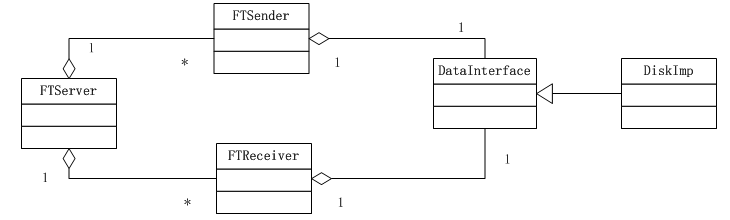 FTSender
1
1
*
1
DataInterface
DiskImp
FTServer
FTReceiver
1
1
*
1